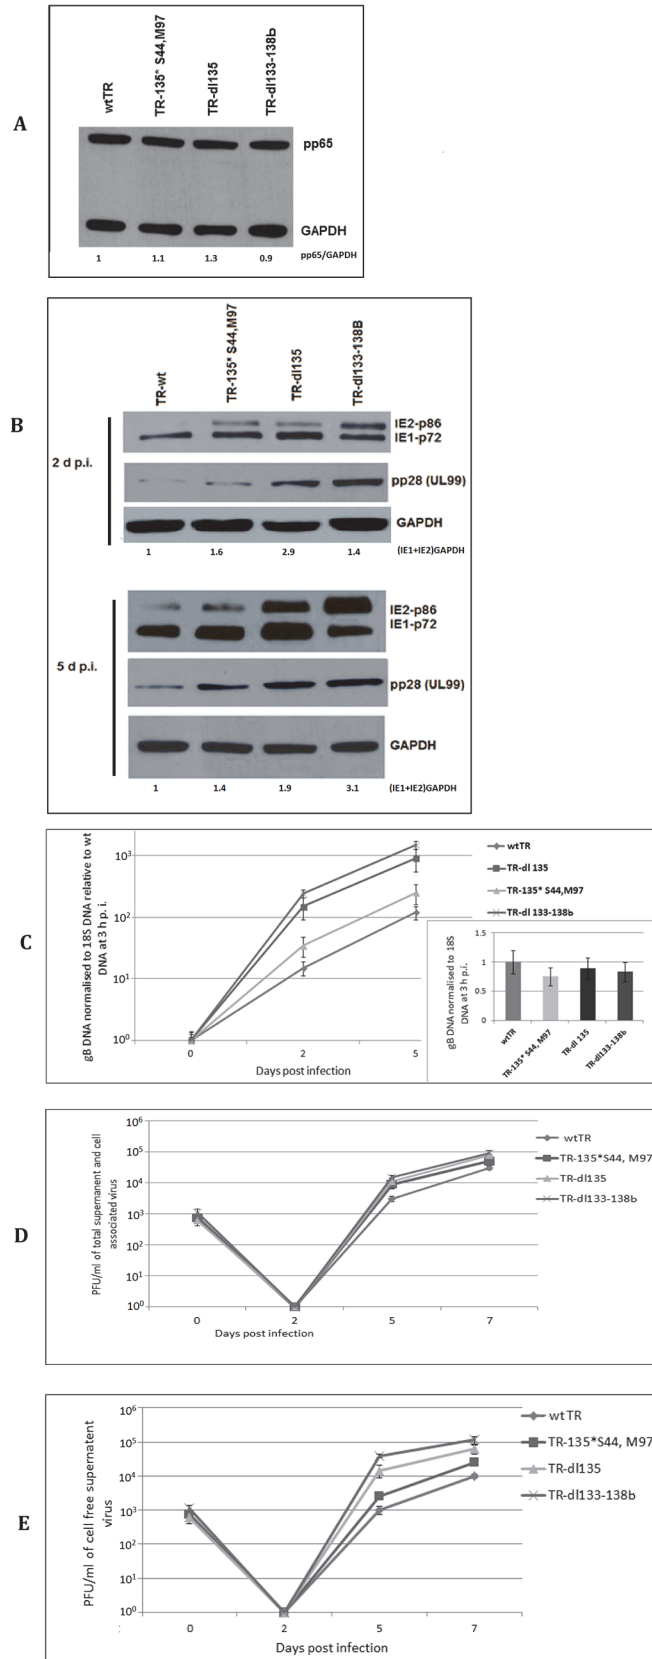 A
wtTR
TR-135* S44,M97
TR-dl135
TR-dl133-138b
pp65
GAPDH
1 1.1 1.3 0.9 pp65/GAPDH
B
TR-wt
TR-135* S44,M97
TR-dl135
TR-dl133-138B
2 d p.i.
IE2-p86
IE1-p72
pp28 (UL99)
GAPDH
1 1.6 2.9 1.4 (IE1+IE2)GAPDH
5 d p.i.
IE2-p86
IE1-p72
pp28 (UL99)
GAPDH
1 1.4 1.9 3.1 (IE1+IE2)GAPDH
C
gB DNA normalised to 18S DNA relative to wt
DNA at 3 h p. i.
10³
10²
10¹
10⁰
0 2 5
Days post infection
wtTR
TR-dl 135
TR-135* S44,M97
TR-dl 133-138b
gB DNA normalised to 18S
DNA at 3 h p.i.
1.5
1
0.5
0
wtTR
TR-135* S44, M97
TR-dl 135
TR-dl133-138b
D
PFU/ml of total supernanent and cell
associated virus
10⁶
10⁵
10⁴
10³
10²
10¹
10⁰
0 2 5 7
Days post infection
wtTR
TR-135*S44, M97
TR-dl135
TR-dl133-138b
E
PFU/ml of cell free supernatent
virus
10⁶
10⁵
10⁴
10³
10²
10¹
10⁰
0 2 5 7
Days post infection
wtTR
TR-135*S44, M97
TR-dl135
TR-dl133-138b